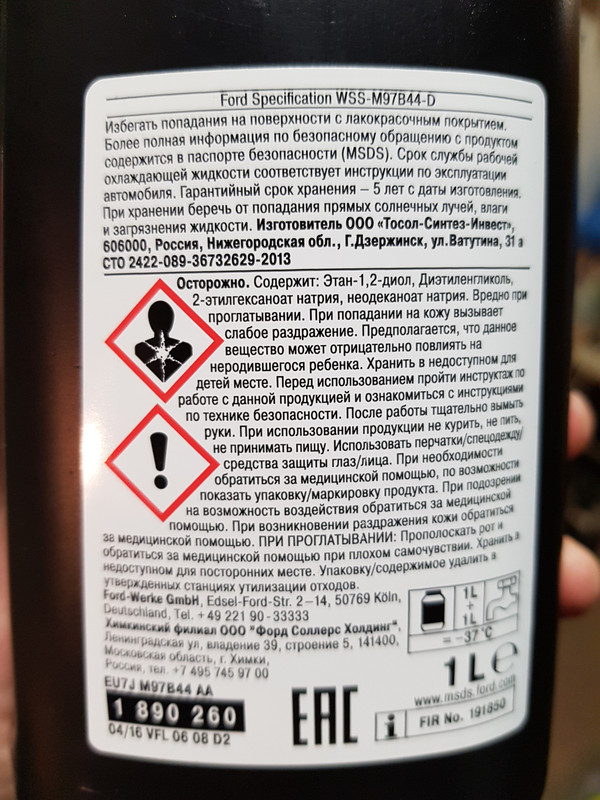 Ford Specification WSS-M97B44-D
Избегать попадания на поверхности с лакокрасочным покрытием.
Более полная информация по безопасному обращению с продуктом
содержится в паспорте безопасности (MSDS). Срок службы рабочей
охлаждающей жидкости соответствует инструкции по эксплуатации
автомобиля. Гарантийный срок хранения – 5 лет с даты изготовления.
При хранении беречь от попадания прямых солнечных лучей, влаги
и загрязнения жидкости. Изготовитель ООО «Тосол-Синтез-Инвест»,
606000, Россия, Нижегородская обл., Г.Дзержинск, ул.Ватутина, 31 а
СТО 2422-089-36732629-2013
Осторожно. Содержит: Этан-1,2-диол, Диэтиленгликоль,
2-этилгексаноат натрия, неодеканоат натрия. Вредно при
проглатывании. При попадании на кожу вызывает
слабое раздражение. Предполагается, что данное
вещество может отрицательно повлиять на
неродившегося ребенка. Хранить в недоступном для
детей месте. Перед использованием пройти инструктаж по
работе с данной продукцией и ознакомиться с инструкциями
по технике безопасности. После работы тщательно вымыть
руки. При использовании продукции не курить, не пить,
не принимать пищу. Использовать перчатки/спецодежду/
средства защиты глаз/лица. При необходимости
обратиться за медицинской помощью, по возможности
показать упаковку/маркировку продукта. При подозрении
на возможность воздействия обратиться за медицинской
помощью. При возникновении раздражения кожи обратиться
за медицинской помощью. ПРИ ПРОГЛАТЫВАНИИ: Прополоскать рот и
обратиться за медицинской помощью при плохом самочувствии. Хранить в
недоступном для посторонних месте. Упаковку/содержимое удалить в
утвержденных станциях утилизации отходов.
Ford-Werke GmbH, Edsel-Ford-Str. 2–14, 50769 Köln,
Deutschland, Tel. +49 221 90-33333
Химкинский филиал ООО "Форд Соллерс Холдинг",
Ленинградская ул, владение 39, строение 5, 141400,
Московская область, г. Химки,
Россия, тел. +7 495 745 97 00
1L
+
1L
= -37°C
1L ℮
EU7J M97B44 AA
1 890 260
04/16 VFL 06 08 D2
EAC
www.msds.ford.com
i FIR No. 191850